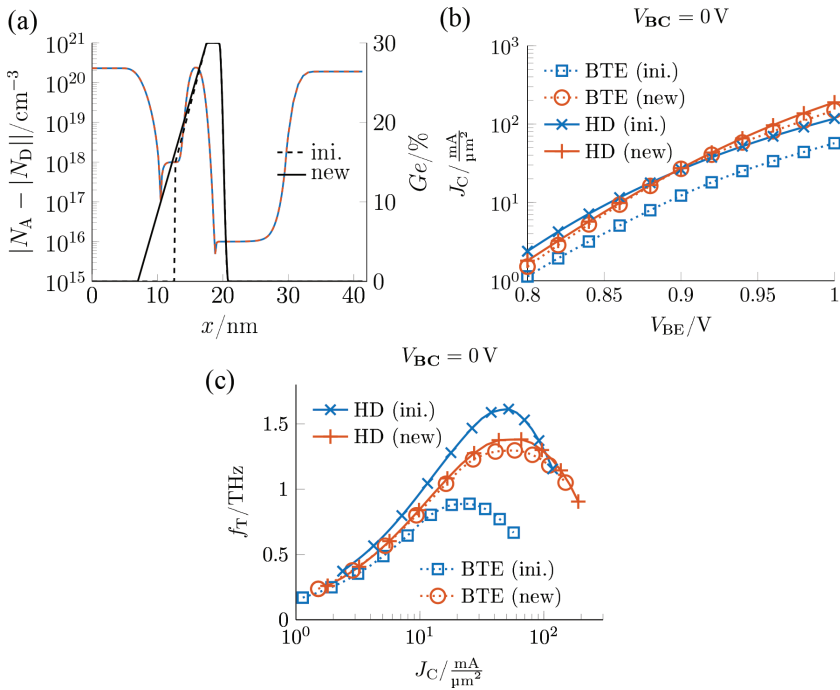 (a)
10^21
10^20
10^19
10^18
10^17
10^16
10^15
|N_A − |N_D||/cm^−3
ini.
new
30
20
10
0
Ge/%
0 10 20 30 40
x/nm
(b)
V_BC = 0 V
10^3
10^2
10^1
10^0
J_C/ mA/µm^2
BTE (ini.)
BTE (new)
HD (ini.)
HD (new)
0.8 0.85 0.9 0.95 1
V_BE/V
(c)
V_BC = 0 V
1.5
1
0.5
0
f_T/THz
HD (ini.)
HD (new)
BTE (ini.)
BTE (new)
10^0 10^1 10^2
J_C/ mA/µm^2